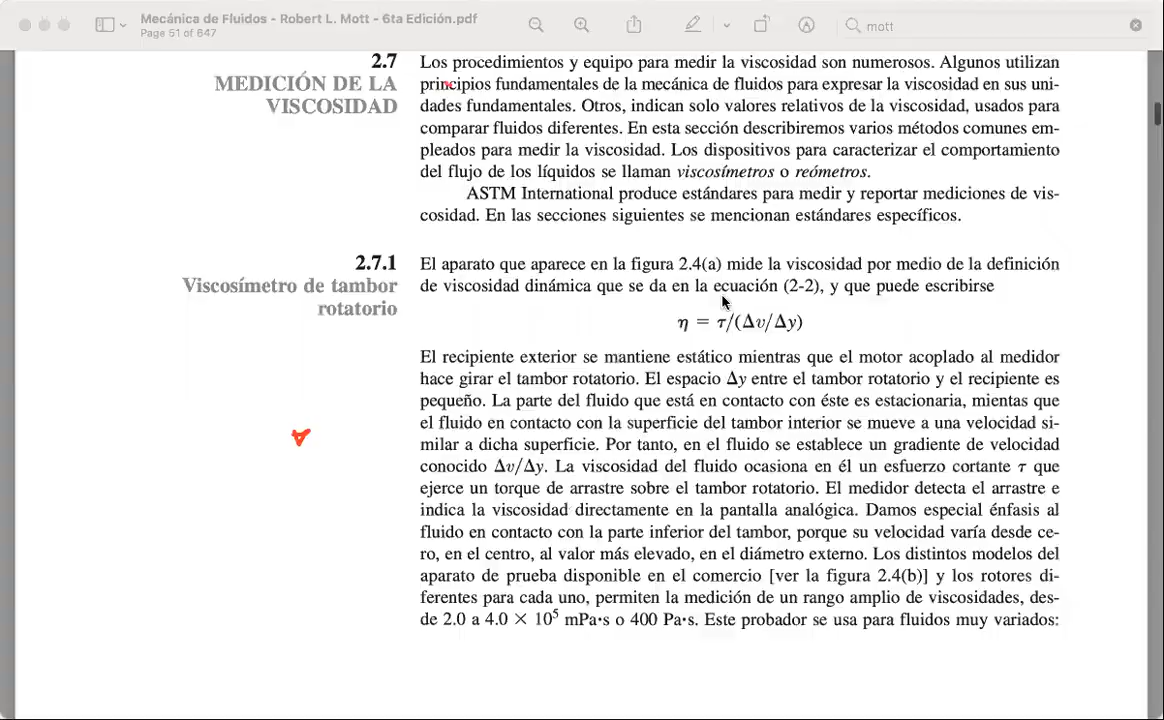 Mecánica de Fluidos - Robert L. Mott - 6ta Edición.pdf
Page 51 of 647
mott
2.7
MEDICIÓN DE LA
VISCOSIDAD
Los procedimientos y equipo para medir la viscosidad son numerosos. Algunos utilizan
principios fundamentales de la mecánica de fluidos para expresar la viscosidad en sus uni-
dades fundamentales. Otros, indican solo valores relativos de la viscosidad, usados para
comparar fluidos diferentes. En esta sección describiremos varios métodos comunes em-
pleados para medir la viscosidad. Los dispositivos para caracterizar el comportamiento
del flujo de los líquidos se llaman viscosímetros o reómetros.
ASTM International produce estándares para medir y reportar mediciones de vis-
cosidad. En las secciones siguientes se mencionan estándares específicos.
2.7.1
Viscosímetro de tambor
rotatorio
El aparato que aparece en la figura 2.4(a) mide la viscosidad por medio de la definición
de viscosidad dinámica que se da en la ecuación (2-2), y que puede escribirse
η = τ/(Δv/Δy)
El recipiente exterior se mantiene estático mientras que el motor acoplado al medidor
hace girar el tambor rotatorio. El espacio Δy entre el tambor rotatorio y el recipiente es
pequeño. La parte del fluido que está en contacto con éste es estacionaria, mientas que
el fluido en contacto con la superficie del tambor interior se mueve a una velocidad si-
milar a dicha superficie. Por tanto, en el fluido se establece un gradiente de velocidad
conocido Δv/Δy. La viscosidad del fluido ocasiona en él un esfuerzo cortante τ que
ejerce un torque de arrastre sobre el tambor rotatorio. El medidor detecta el arrastre e
indica la viscosidad directamente en la pantalla analógica. Damos especial énfasis al
fluido en contacto con la parte inferior del tambor, porque su velocidad varía desde ce-
ro, en el centro, al valor más elevado, en el diámetro externo. Los distintos modelos del
aparato de prueba disponible en el comercio [ver la figura 2.4(b)] y los rotores di-
ferentes para cada uno, permiten la medición de un rango amplio de viscosidades, des-
de 2.0 a 4.0 × 10⁵ mPa·s o 400 Pa·s. Este probador se usa para fluidos muy variados: